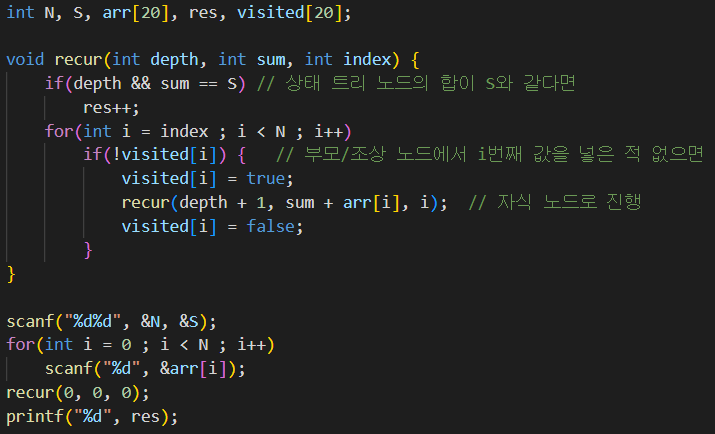 int N, S, arr[20], res, visited[20];

void recur(int depth, int sum, int index) {
    if(depth && sum == S) // 상태 트리 노드의 합이 S와 같다면
        res++;
    for(int i = index ; i < N ; i++)
        if(!visited[i]) {   // 부모/조상 노드에서 i번째 값을 넣은 적 없으면
            visited[i] = true;
            recur(depth + 1, sum + arr[i], i);  // 자식 노드로 진행
            visited[i] = false;
        }
}

scanf("%d%d", &N, &S);
for(int i = 0 ; i < N ; i++)
    scanf("%d", &arr[i]);
recur(0, 0, 0);
printf("%d", res);